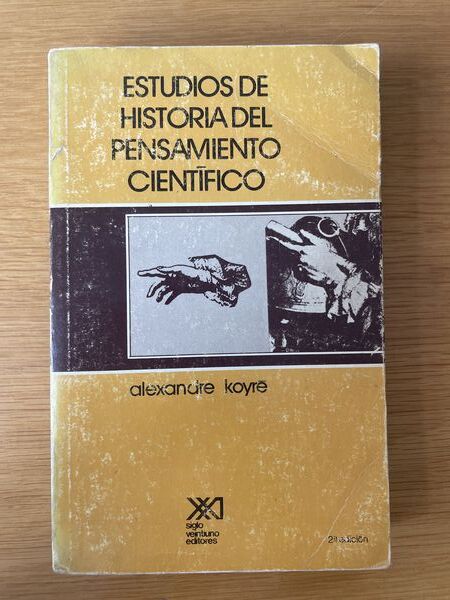 ESTUDIOS DE
HISTORIA DEL
PENSAMIENTO
CIENTÍFICO
alexandre koyré
siglo
veintiuno
editores
2ª edición